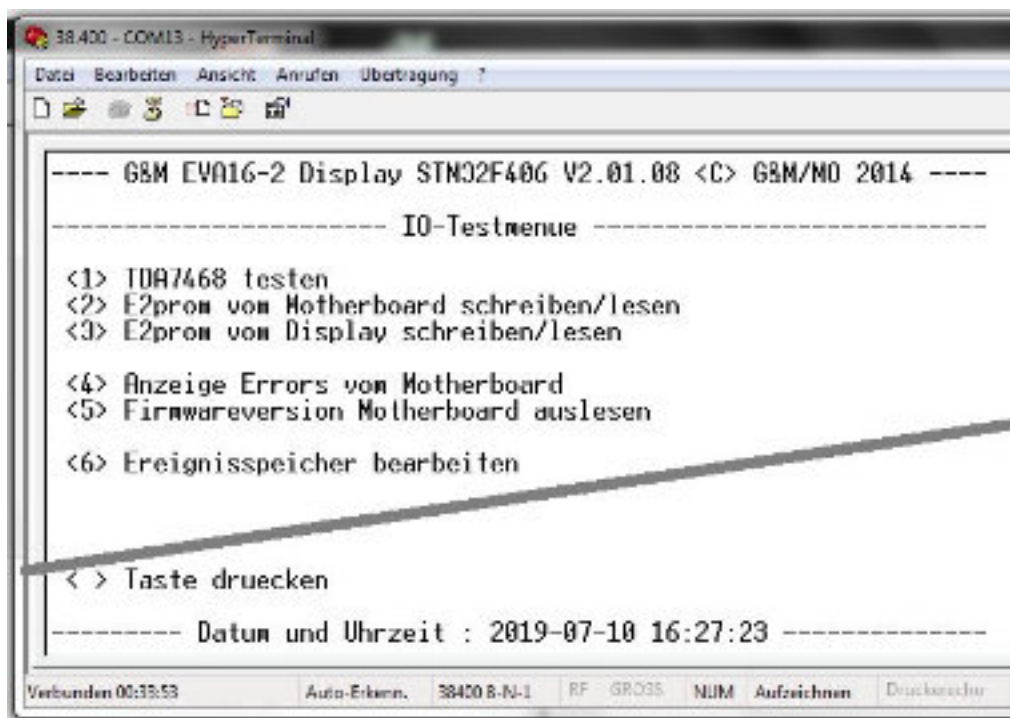 38.400 - COM13 - HyperTerminal
Datei Bearbeiten Ansicht Anrufen Übertragung ?
---- G&M EVA16-2 Display STM32F406 V2.01.08 <C> G&M/MO 2014 ----
----------------------- IO-Testmenue ---------------------------
<1> TDA7468 testen
<2> E2prom vom Motherboard schreiben/lesen
<3> E2prom vom Display schreiben/lesen
<4> Anzeige Errors vom Motherboard
<5> Firmwareversion Motherboard auslesen
<6> Ereignisspeicher bearbeiten
< > Taste druecken
--------- Datum und Uhrzeit : 2019-07-10 16:27:23 --------------
Verbunden 00:33:53 Auto-Erkenn. 38400 8-N-1 RF GROSS NUM Aufzeichnen Druckerecho